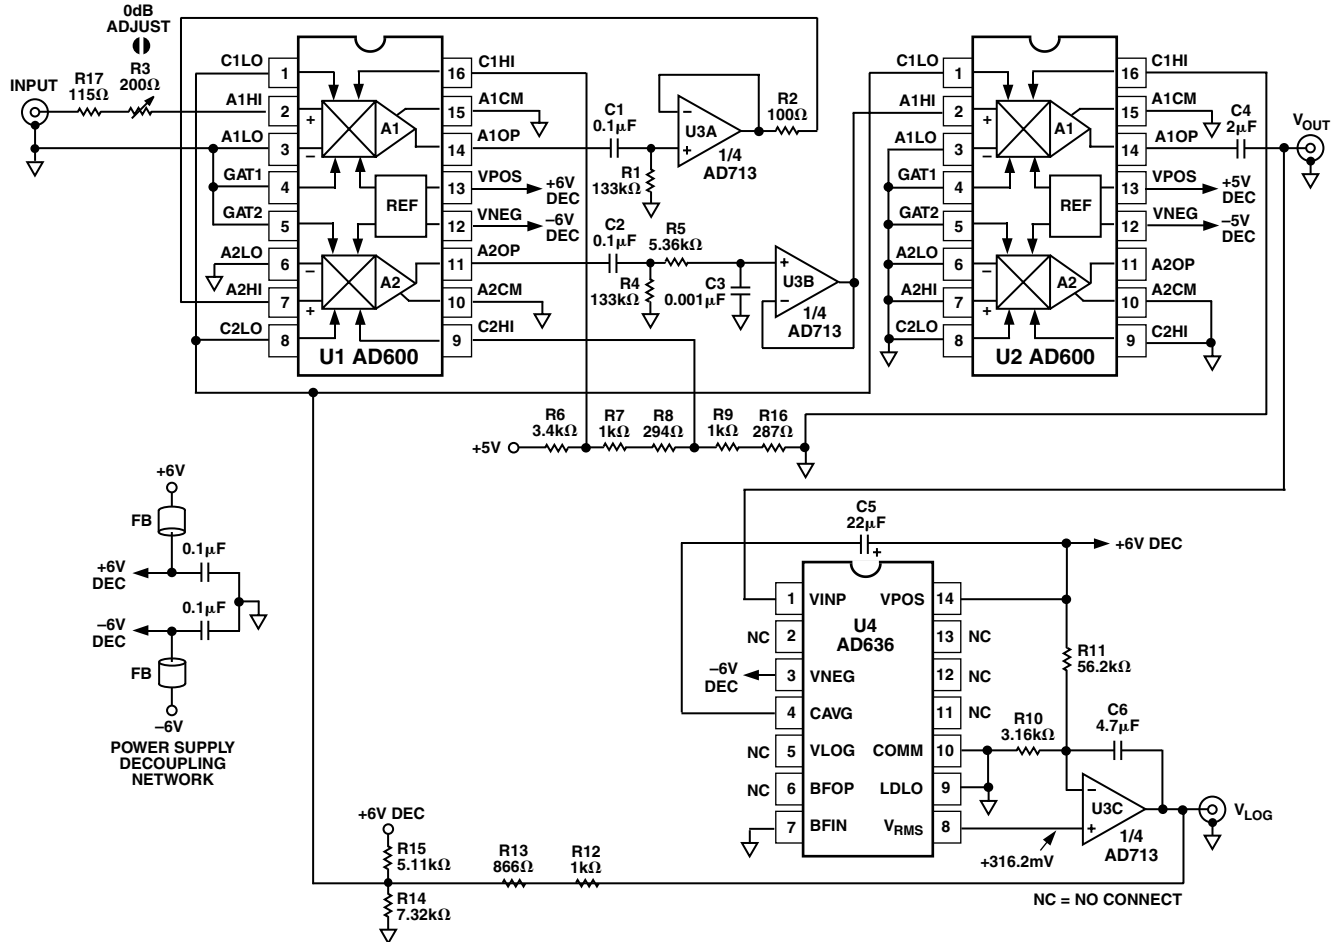 0dB
ADJUST
INPUT
R17
115Ω
R3
200Ω
C1LO
1
A1HI
2
A1LO
3
GAT1
4
GAT2
5
A2LO
6
A2HI
7
C2LO
8
+
A1
–
REF
–
A2
+
U1 AD600
16
C1HI
15
A1CM
14
A1OP
13
VPOS
+6V
DEC
12
VNEG
–6V
DEC
11
A2OP
10
A2CM
9
C2HI
C1
0.1µF
R1
133kΩ
–
U3A
+
1/4
AD713
R2
100Ω
C2
0.1µF
R5
5.36kΩ
R4
133kΩ
C3
0.001µF
+
U3B
–
1/4
AD713
C1LO
1
A1HI
2
A1LO
3
GAT1
4
GAT2
5
A2LO
6
A2HI
7
C2LO
8
+
A1
–
REF
–
A2
+
U2 AD600
16
C1HI
15
A1CM
14
A1OP
13
VPOS
+5V
DEC
12
VNEG
–5V
DEC
11
A2OP
10
A2CM
9
C2HI
C4
2µF
VOUT
+5V
R6
3.4kΩ
R7
1kΩ
R8
294Ω
R9
1kΩ
R16
287Ω
+6V
FB
0.1µF
+6V
DEC
0.1µF
–6V
DEC
FB
–6V
POWER SUPPLY
DECOUPLING
NETWORK
C5
22µF
+
+6V DEC
U4
AD636
1 VINP
NC 2
–6V
DEC
3 VNEG
4 CAVG
NC 5 VLOG
NC 6 BFOP
7 BFIN
VPOS 14
13 NC
12 NC
11 NC
COMM 10
LDLO 9
VRMS 8
R11
56.2kΩ
R10
3.16kΩ
C6
4.7µF
–
U3C
+
1/4
AD713
VLOG
+316.2mV
+6V DEC
R15
5.11kΩ
R13
866Ω
R12
1kΩ
R14
7.32kΩ
NC = NO CONNECT